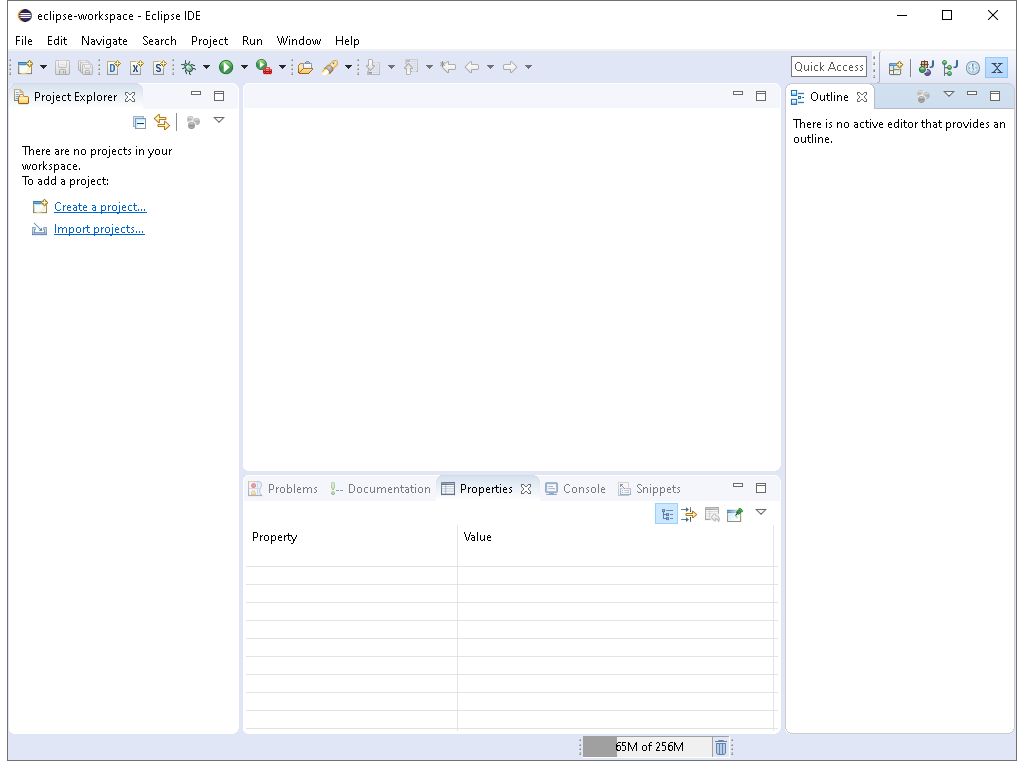 eclipse-workspace - Eclipse IDE
File Edit Navigate Search Project Run Window Help
D X S Quick Access X
Project Explorer
Outline
There are no projects in your
workspace.
To add a project:
Create a project...
Import projects...
There is no active editor that provides an
outline.
Problems Documentation Properties Console Snippets
Property Value
65M of 256M